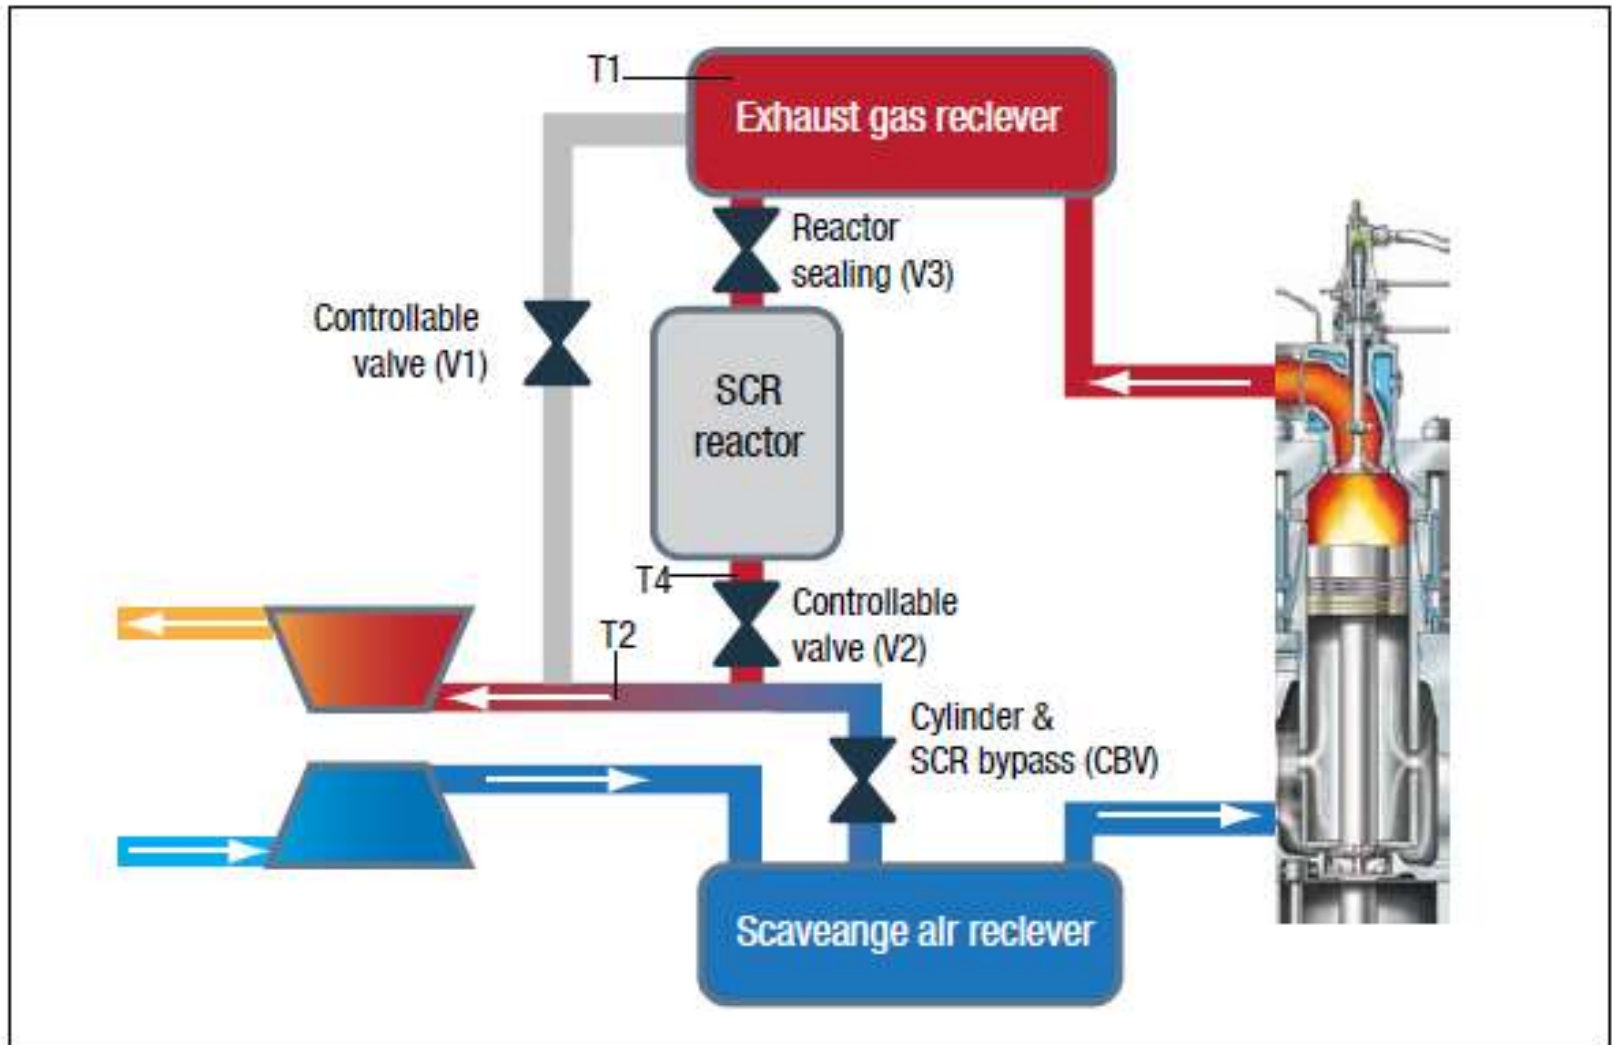 T1
Exhaust gas reciever
Reactor
sealing (V3)
Controllable
valve (V1)
SCR
reactor
T4
Controllable
valve (V2)
T2
Cylinder &
SCR bypass (CBV)
Scaveange air reciever